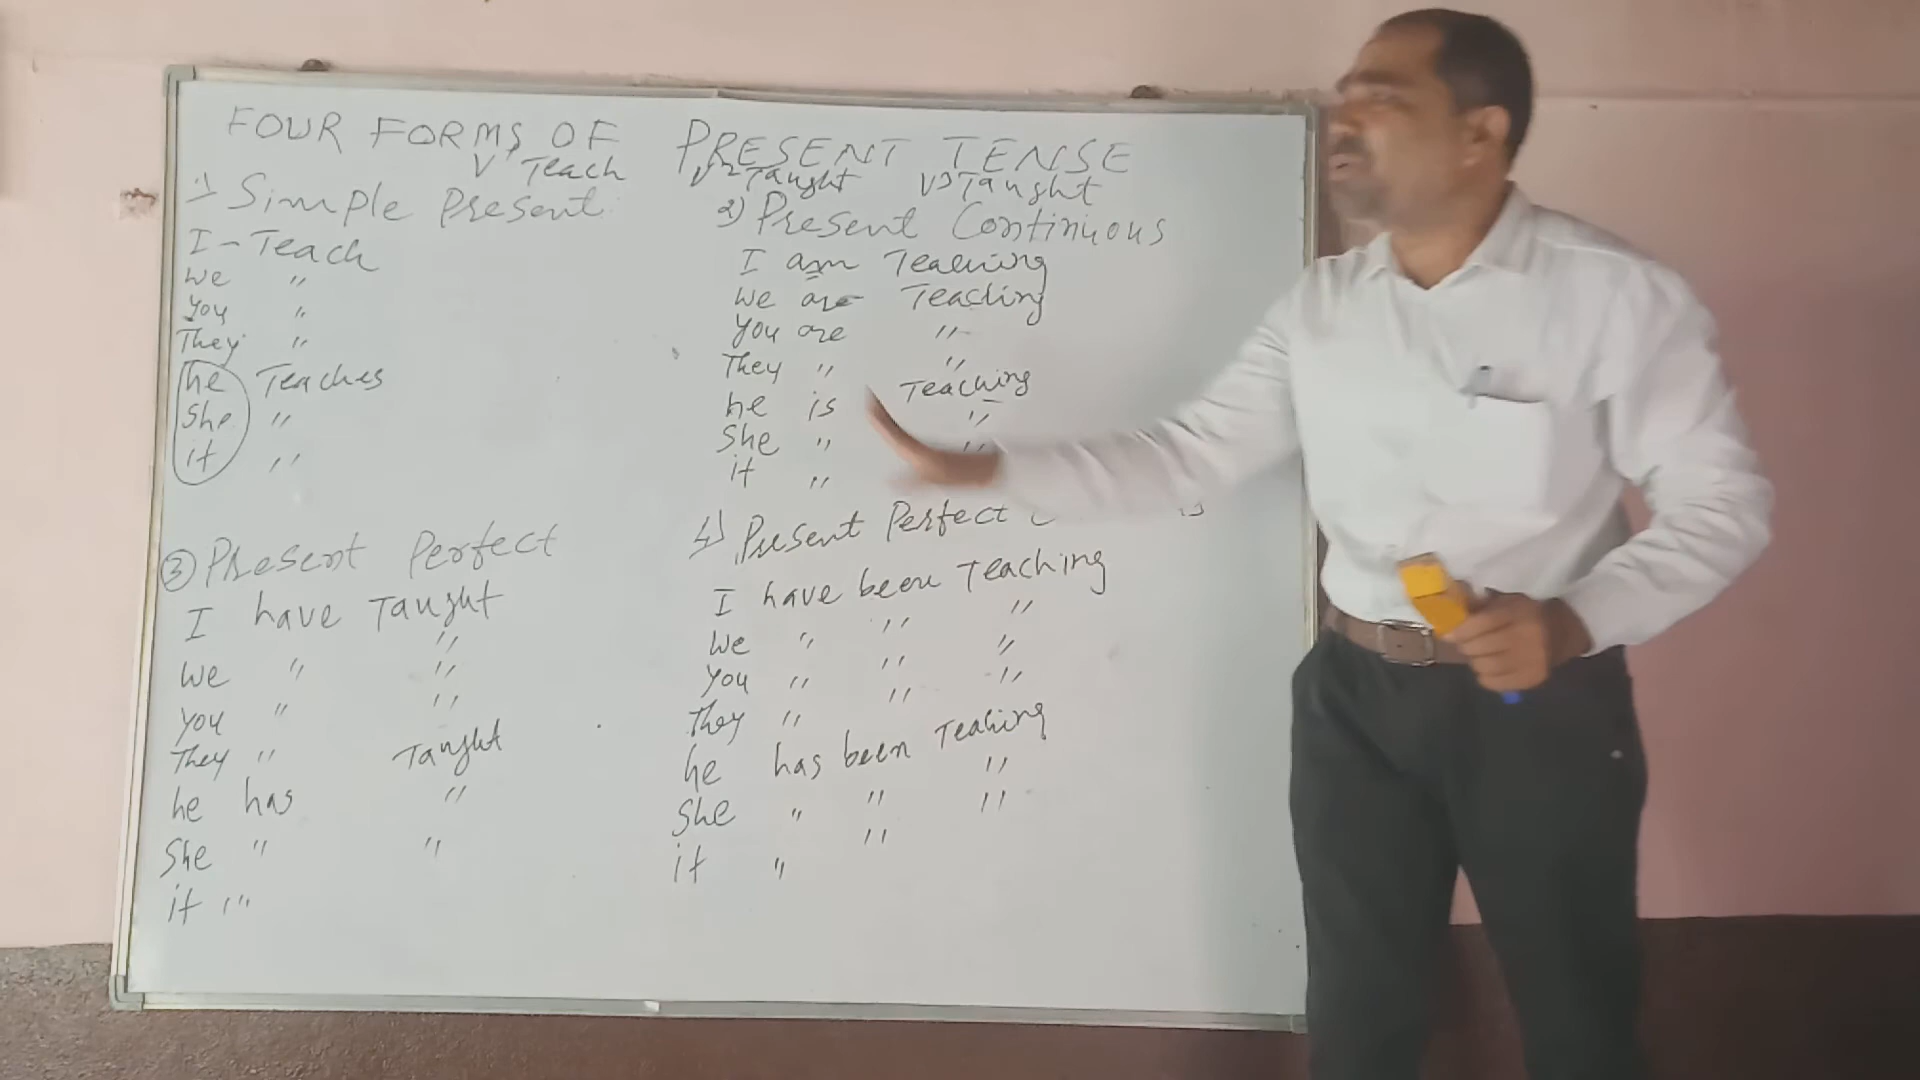 FOUR FORMS OF PRESENT TENSE
V¹ Teach V² Taught V3 Taught
1) Simple Present
I - Teach
We "
You "
They "
he Teaches
She "
it "
2) Present Continuous
I am Teaching
We are Teaching
You are "
They " "
he is Teaching
She " "
it " "
③ Present Perfect
I have Taught
We " "
You " "
They " "
he has Taught
She " "
it " "
4) Present Perfect
I have been Teaching
We " " "
You " " "
They " " "
he has been Teaching
She " " "
it " " "